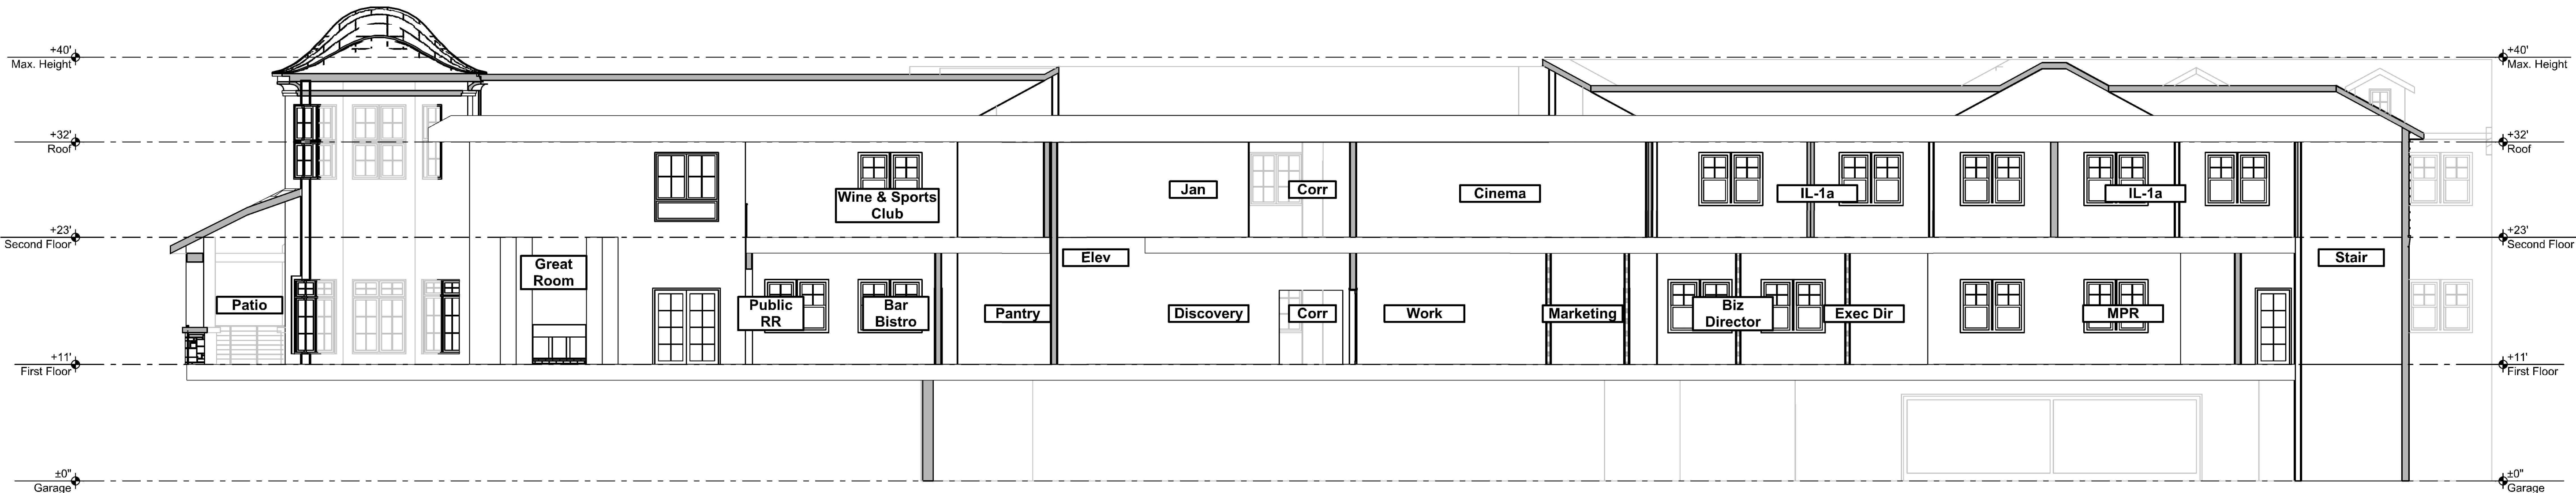 +40'
Max. Height
+40'
Max. Height
+32'
Roof
+32'
Roof
Jan
Corr
Cinema
IL-1a
IL-1a
Wine & Sports
Club
+23'
Second Floor
+23'
Second Floor
Great
Room
Elev
Stair
Patio
Public
RR
Bar
Bistro
Pantry
Discovery
Corr
Work
Marketing
Biz
Director
Exec Dir
MPR
+11'
First Floor
+11'
First Floor
±0"
Garage
±0"
Garage